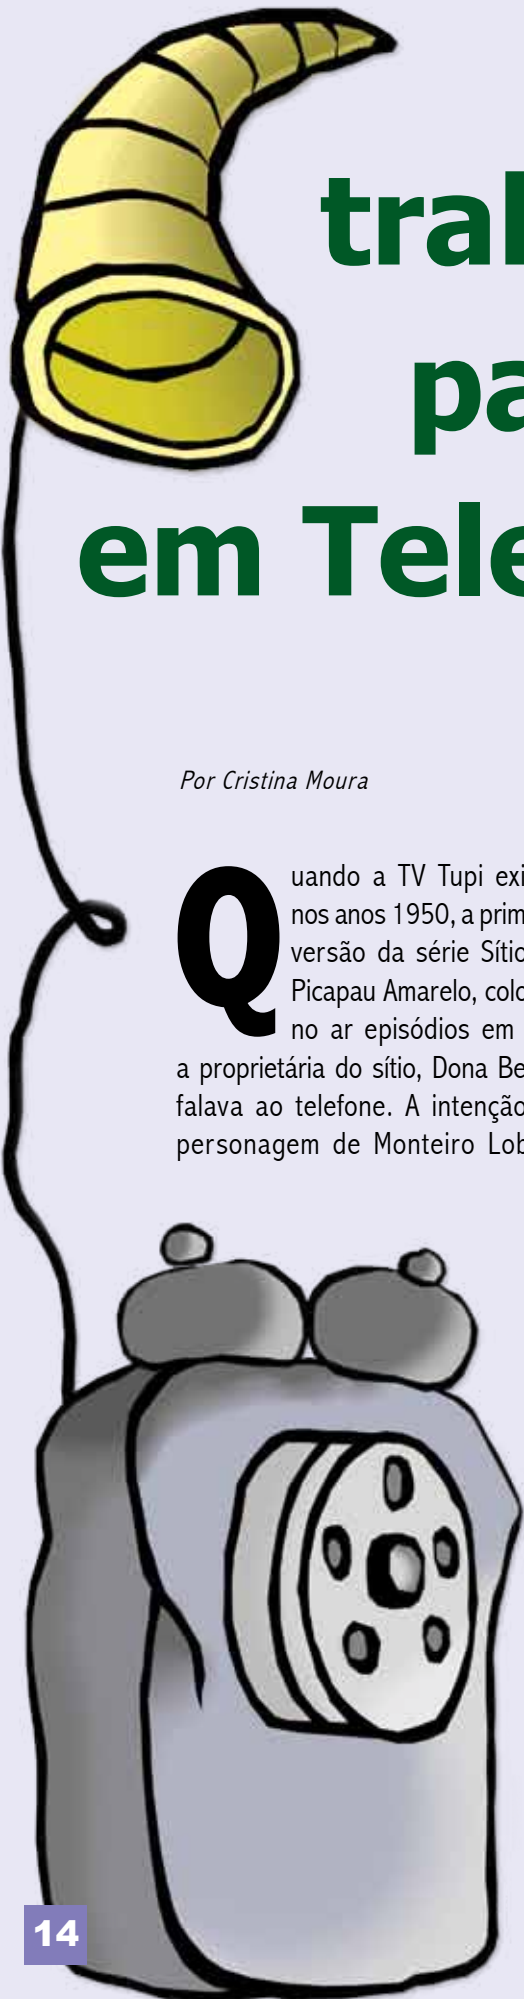 trab
pa
em Tele
Por Cristina Moura
Quando a TV Tupi exi
nos anos 1950, a prim
versão da série Sítio
Picapau Amarelo, colo
no ar episódios em
a proprietária do sítio, Dona Be
falava ao telefone. A intenção
personagem de Monteiro Lob
14